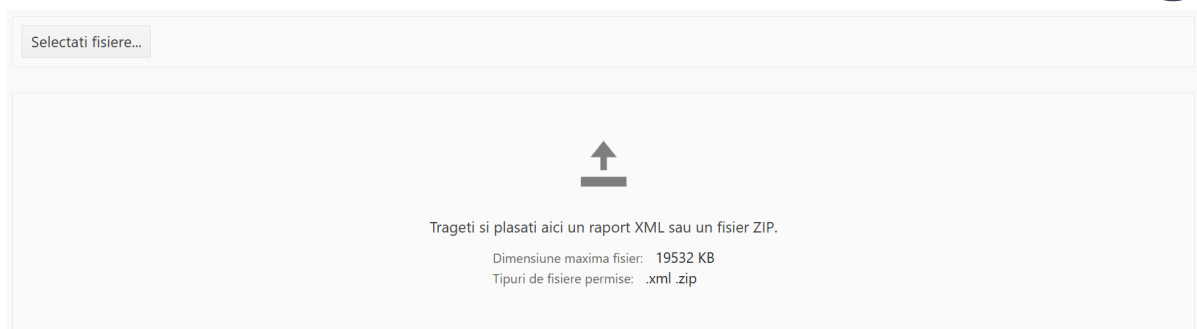 Selectati fisiere...
Trageti si plasati aici un raport XML sau un fisier ZIP.
Dimensiune maxima fisier: 19532 KB
Tipuri de fisiere permise: .xml .zip